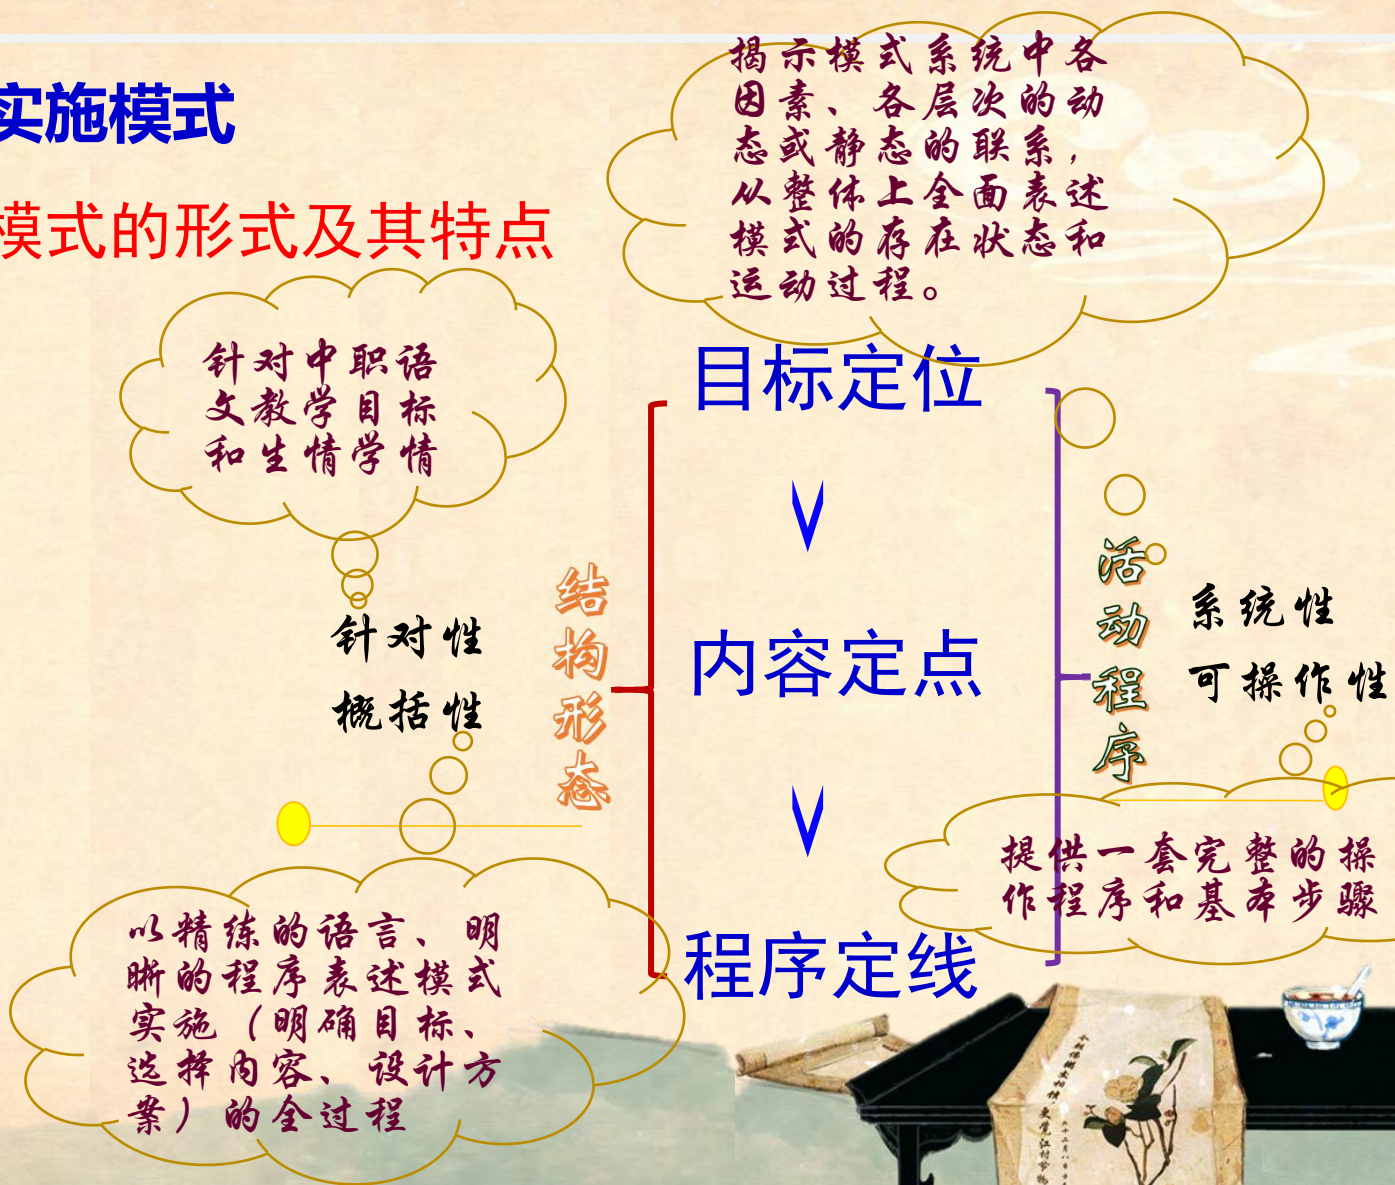 实施模式
模式的形式及其特点
揭示模式系统中各
因素、各层次的动
态或静态的联系，
从整体上全面表述
模式的存在状态和
运动过程。
针对中职语
文教学目标
和生情学情
目标定位
内容定点
程序定线
结构形态
活动程序
针对性
概括性
系统性
可操作性
提供一套完整的操
作程序和基本步骤
以精练的语言、明
晰的程序表述模式
实施（明确目标、
选择内容、设计方
案）的全过程